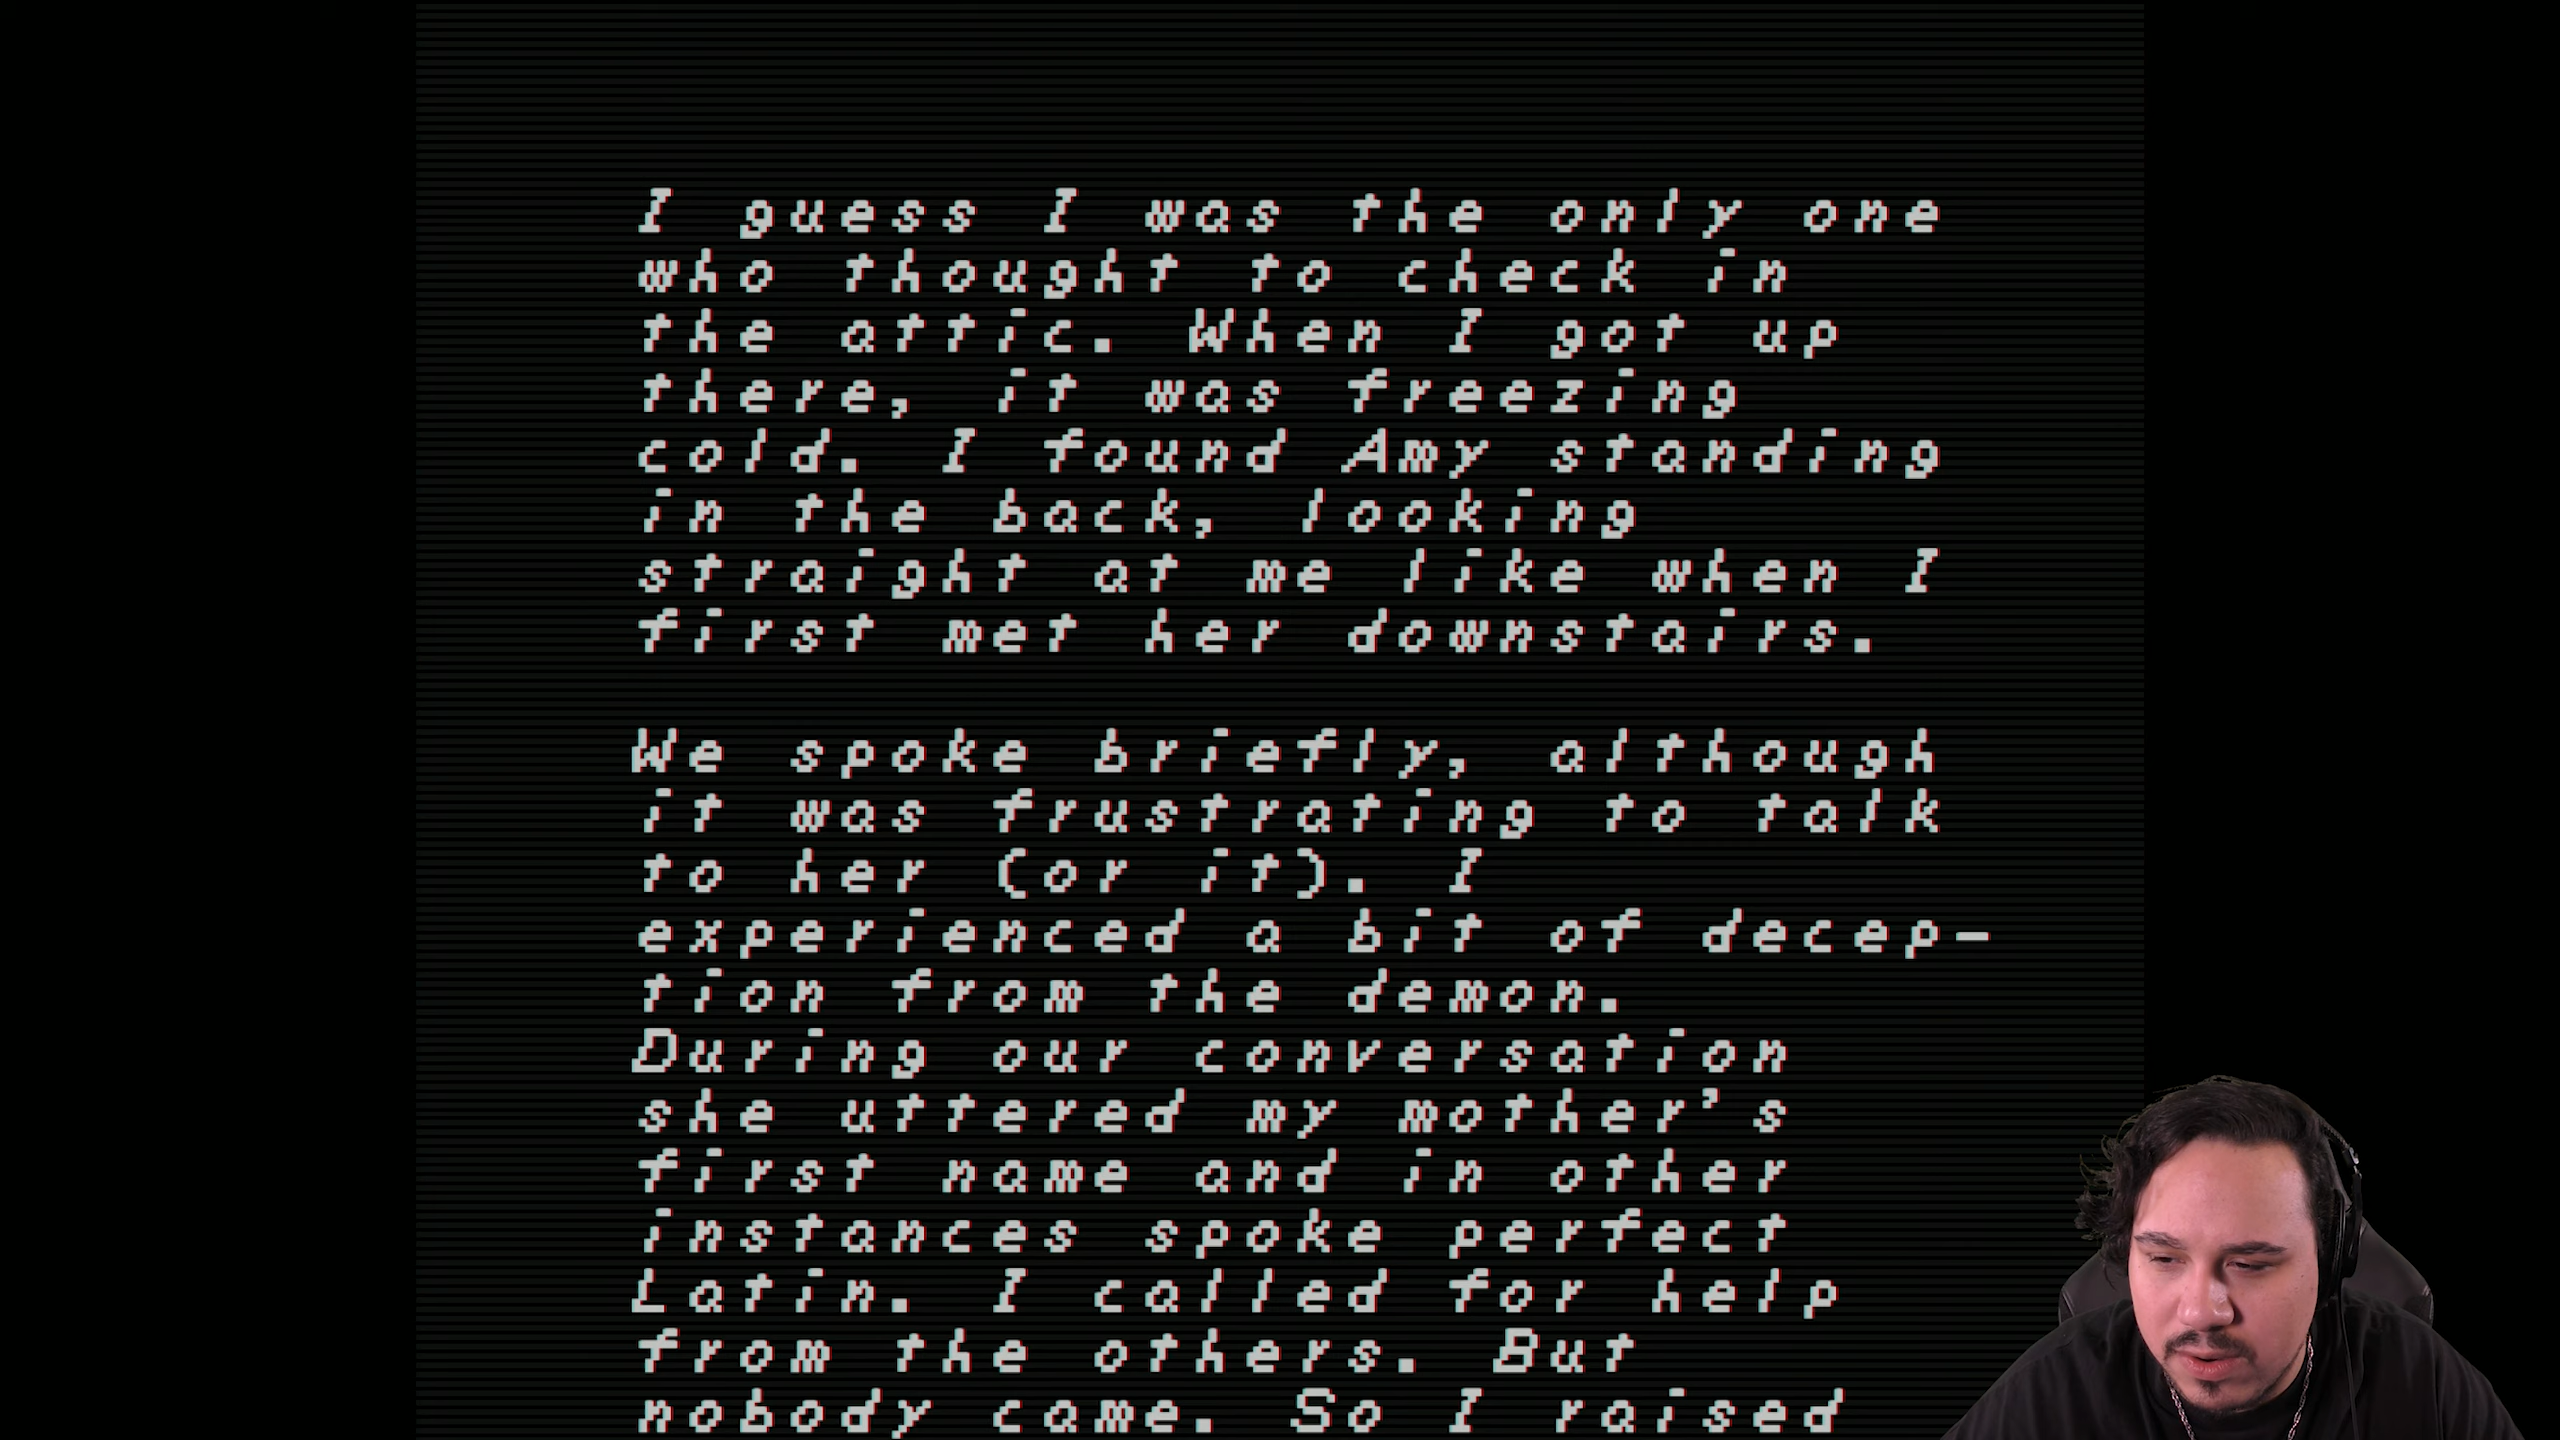 I guess I was the only one
who thought to check in
the attic. When I got up
there, it was freezing
cold. I found Amy standing
in the back, looking
straight at me like when I
first met her downstairs.
We spoke briefly, although
it was frustrating to talk
to her (or it). I
experienced a bit of decep-
tion from the demon.
During our conversation
she uttered my mother's
first name and in other
instances spoke perfect
Latin. I called for help
from the others. But
nobody came. So I raised